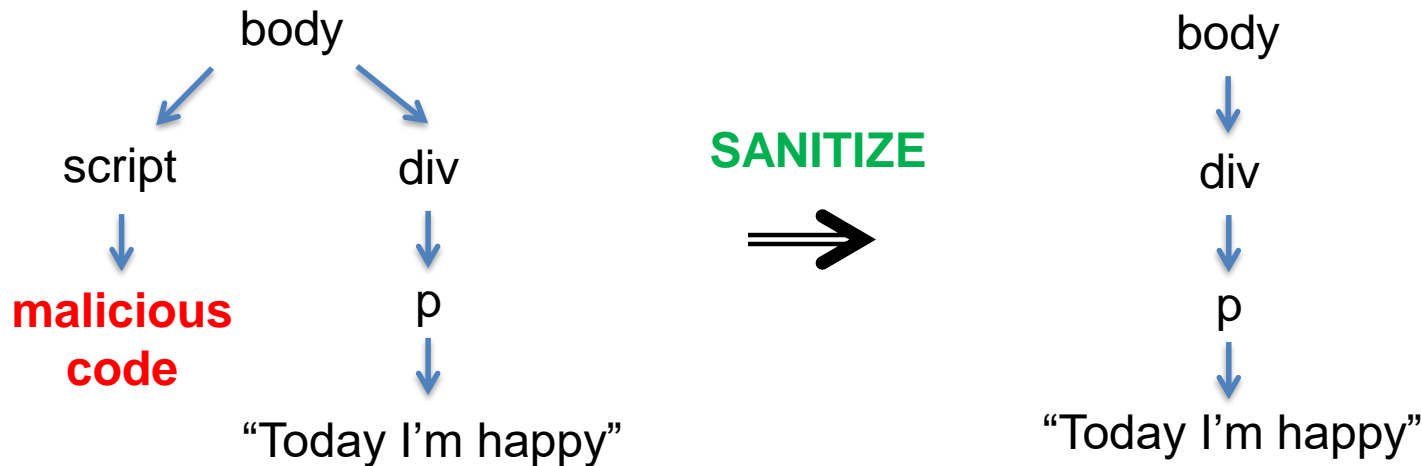 body
body
script
div
SANITIZE
div
malicious
code
p
p
“Today I’m happy”
“Today I’m happy”